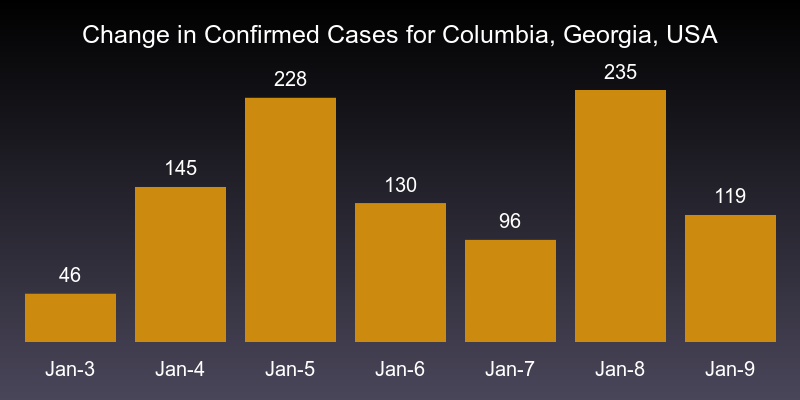 Change in Confirmed Cases for Columbia, Georgia, USA
46
145
228
130
96
235
119
Jan-3
Jan-4
Jan-5
Jan-6
Jan-7
Jan-8
Jan-9